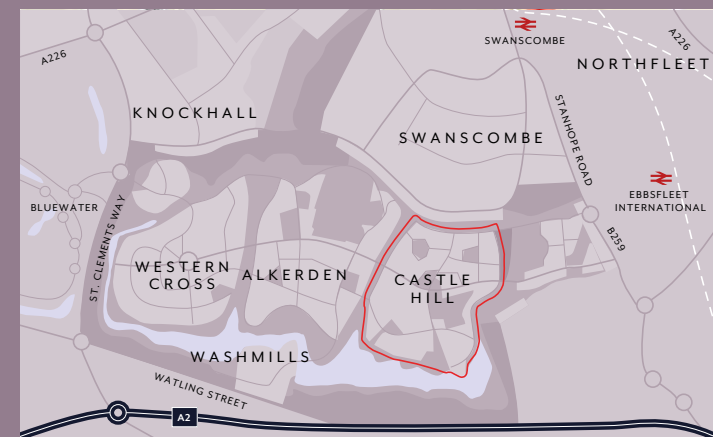 A226
SWANSCOMBE
A226
NORTHFLEET
KNOCKHALL
SWANSCOMBE
STANHOPE ROAD
BLUEWATER
EBBSFLEET
INTERNATIONAL
ST. CLEMENTS WAY
B259
WESTERN
CROSS
ALKERDEN
CASTLE
HILL
WASHMILLS
WATLING STREET
A2